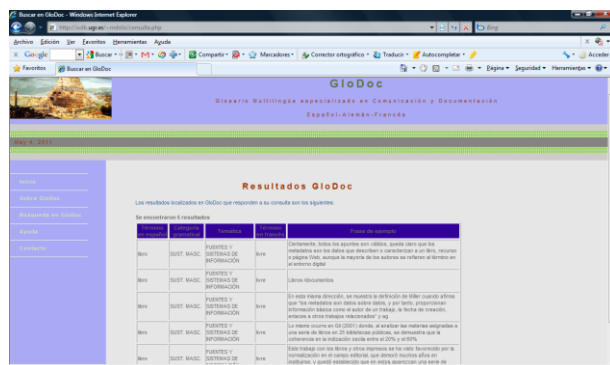 Buscar en GloDoc - Windows Internet Explorer
Bing
Archivo Edición Ver Favoritos Herramientas Ayuda
Google Buscar Compartir Marcadores Corrector ortográfico Traducir Autocompletar Acceder
Favoritos Buscar en GloDoc Página Seguridad Herramientas
GloDoc
Glosario Multilingüe especializado en Comunicación y Documentación
Español-Alemán-Francés
May 4, 2011
Inicio
Sobre GloDoc
Búsqueda en GloDoc
Ayuda
Contacto
Resultados GloDoc
Los resultados localizados en GloDoc que responden a su consulta son los siguientes:
Se encontraron 6 resultados
Término en español Categoría gramatical Temática Término en francés Frase de ejemplo
libro SUST. MASC. FUENTES Y SISTEMAS DE INFORMACIÓN livre Ciertamente, todos los apuntes son válidos, queda claro que los
metadatos son los datos que describen o caracterizan a un libro, recurso
o página Web, aunque la mayoría de los autores se refieren al término en
el entorno digital
libro SUST. MASC. FUENTES Y SISTEMAS DE INFORMACIÓN livre Libros /documentos
libro SUST. MASC. FUENTES Y SISTEMAS DE INFORMACIÓN livre En esta misma dirección, se muestra la definición de Miller cuando afirma
que "los metadatos son datos sobre datos, y por tanto, proporcionan
información básica como el autor de un trabajo, la fecha de creación,
enlaces a otros trabajos relacionados" y ag
libro SUST. MASC. FUENTES Y SISTEMAS DE INFORMACIÓN livre Lo mismo ocurre en Gil (2001) donde, al analizar las materias asignadas a
una serie de libros en 25 bibliotecas públicas, se demuestra que la
coherencia en la indización oscila entre el 20% y el 60%
libro SUST. MASC. FUENTES Y SISTEMAS DE INFORMACIÓN livre Este trabajo con los libros y otros impresos se ha visto favorecido por la
normalización en el campo editorial, que demoró muchos años en
instituirse, y quedó establecido que en estos aparezcan una serie de